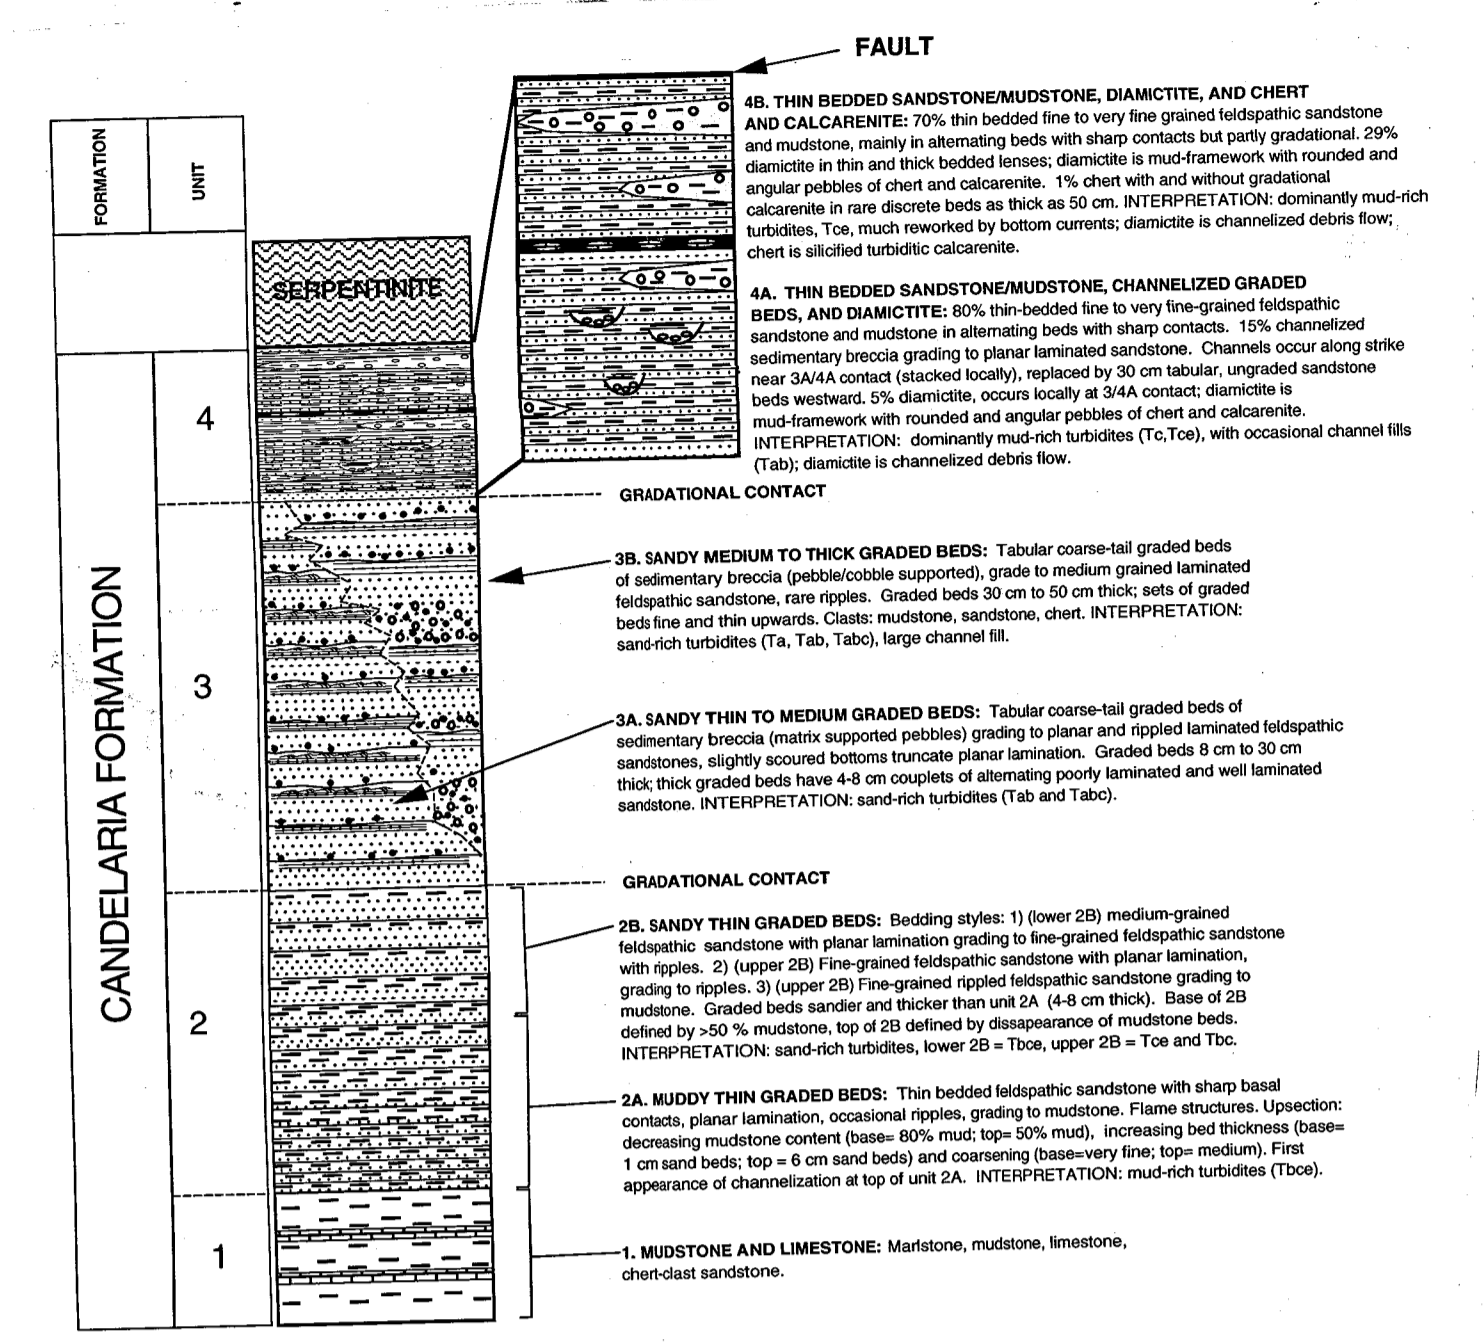 FAULT
FORMATION
UNIT
SERPENTINITE
4B. THIN BEDDED SANDSTONE/MUDSTONE, DIAMICTITE, AND CHERT
AND CALCARENITE: 70% thin bedded fine to very fine grained feldspathic sandstone
and mudstone, mainly in alternating beds with sharp contacts but partly gradational. 29%
diamictite in thin and thick bedded lenses; diamictite is mud-framework with rounded and
angular pebbles of chert and calcarenite. 1% chert with and without gradational
calcarenite in rare discrete beds as thick as 50 cm. INTERPRETATION: dominantly mud-rich
turbidites, Tce, much reworked by bottom currents; diamictite is channelized debris flow;
chert is silicified turbiditic calcarenite.
4A. THIN BEDDED SANDSTONE/MUDSTONE, CHANNELIZED GRADED
BEDS, AND DIAMICTITE: 80% thin-bedded fine to very fine-grained feldspathic
sandstone and mudstone in alternating beds with sharp contacts. 15% channelized
sedimentary breccia grading to planar laminated sandstone. Channels occur along strike
near 3A/4A contact (stacked locally), replaced by 30 cm tabular, ungraded sandstone
beds westward. 5% diamictite, occurs locally at 3/4A contact; diamictite is
mud-framework with rounded and angular pebbles of chert and calcarenite.
INTERPRETATION: dominantly mud-rich turbidites (Tc,Tce), with occasional channel fills
(Tab); diamictite is channelized debris flow.
4
GRADATIONAL CONTACT
CANDELARIA FORMATION
3B. SANDY MEDIUM TO THICK GRADED BEDS: Tabular coarse-tail graded beds
of sedimentary breccia (pebble/cobble supported), grade to medium grained laminated
feldspathic sandstone, rare ripples. Graded beds 30 cm to 50 cm thick; sets of graded
beds fine and thin upwards. Clasts: mudstone, sandstone, chert. INTERPRETATION:
sand-rich turbidites (Ta, Tab, Tabc), large channel fill.
3
3A. SANDY THIN TO MEDIUM GRADED BEDS: Tabular coarse-tail graded beds of
sedimentary breccia (matrix supported pebbles) grading to planar and rippled laminated feldspathic
sandstones, slightly scoured bottoms truncate planar lamination. Graded beds 8 cm to 30 cm
thick; thick graded beds have 4-8 cm couplets of alternating poorly laminated and well laminated
sandstone. INTERPRETATION: sand-rich turbidites (Tab and Tabc).
GRADATIONAL CONTACT
2B. SANDY THIN GRADED BEDS: Bedding styles: 1) (lower 2B) medium-grained
feldspathic sandstone with planar lamination grading to fine-grained feldspathic sandstone
with ripples. 2) (upper 2B) Fine-grained feldspathic sandstone with planar lamination,
grading to ripples. 3) (upper 2B) Fine-grained rippled feldspathic sandstone grading to
mudstone. Graded beds sandier and thicker than unit 2A (4-8 cm thick). Base of 2B
defined by >50 % mudstone, top of 2B defined by dissapearance of mudstone beds.
INTERPRETATION: sand-rich turbidites, lower 2B = Tbce, upper 2B = Tce and Tbc.
2
2A. MUDDY THIN GRADED BEDS: Thin bedded feldspathic sandstone with sharp basal
contacts, planar lamination, occasional ripples, grading to mudstone. Flame structures. Upsection:
decreasing mudstone content (base= 80% mud; top= 50% mud), increasing bed thickness (base=
1 cm sand beds; top = 6 cm sand beds) and coarsening (base=very fine; top= medium). First
appearance of channelization at top of unit 2A. INTERPRETATION: mud-rich turbidites (Tbce).
1
1. MUDSTONE AND LIMESTONE: Marlstone, mudstone, limestone,
chert-clast sandstone.